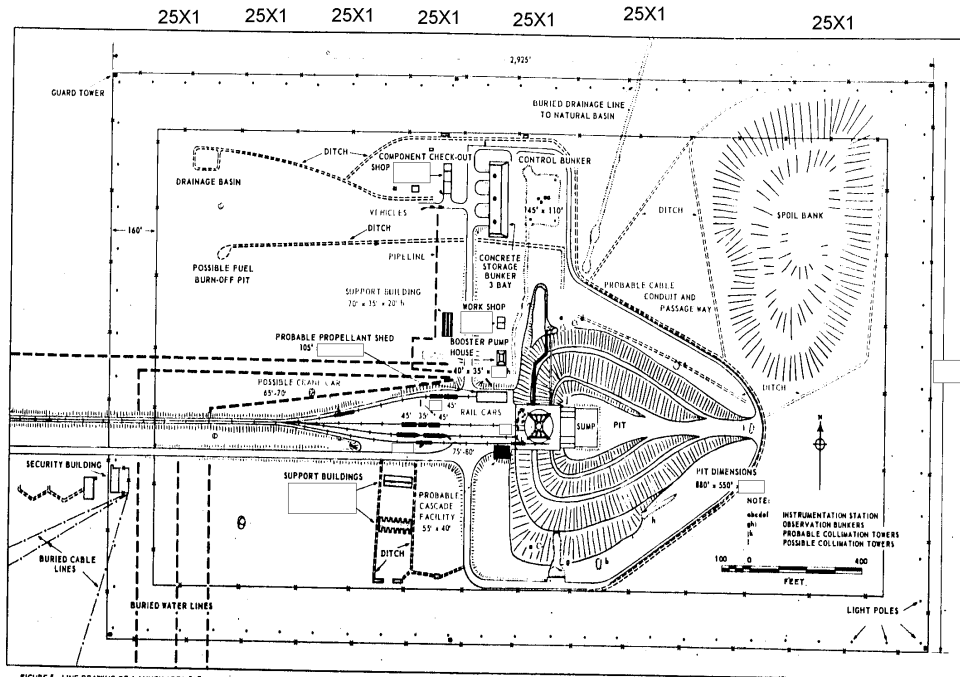 25X1 25X1 25X1 25X1 25X1 25X1 25X1
2,925'
GUARD TOWER
BURIED DRAINAGE LINE
TO NATURAL BASIN
DITCH
COMPONENT CHECK-OUT
SHOP
CONTROL BUNKER
DRAINAGE BASIN
145' x 110'
DITCH
SPOIL BANK
VEHICLES
DITCH
160'
PIPELINE
POSSIBLE FUEL
BURN-OFF PIT
CONCRETE
STORAGE
BUNKER
3 BAY
SUPPORT BUILDING
70' x 35' x 20' h
PROBABLE CABLE
CONDUIT AND
PASSAGE WAY
WORK SHOP
PROBABLE PROPELLANT SHED
105'
BOOSTER PUMP
HOUSE
40' x 35' x h
POSSIBLE CRANE CAR
65'-70'
DITCH
45' 35' 45' 45'
RAIL CARS
SUMP
PIT
N
75'-80'
SECURITY BUILDING
SUPPORT BUILDINGS
PROBABLE
CASCADE
FACILITY
55' x 40'
PIT DIMENSIONS
880' x 550' x
NOTE:
abcdef INSTRUMENTATION STATION
ghi OBSERVATION BUNKERS
jk PROBABLE COLLIMATION TOWERS
l POSSIBLE COLLIMATION TOWERS
DITCH
BURIED CABLE
LINES
100 0 400
FEET
BURIED WATER LINES
LIGHT POLES